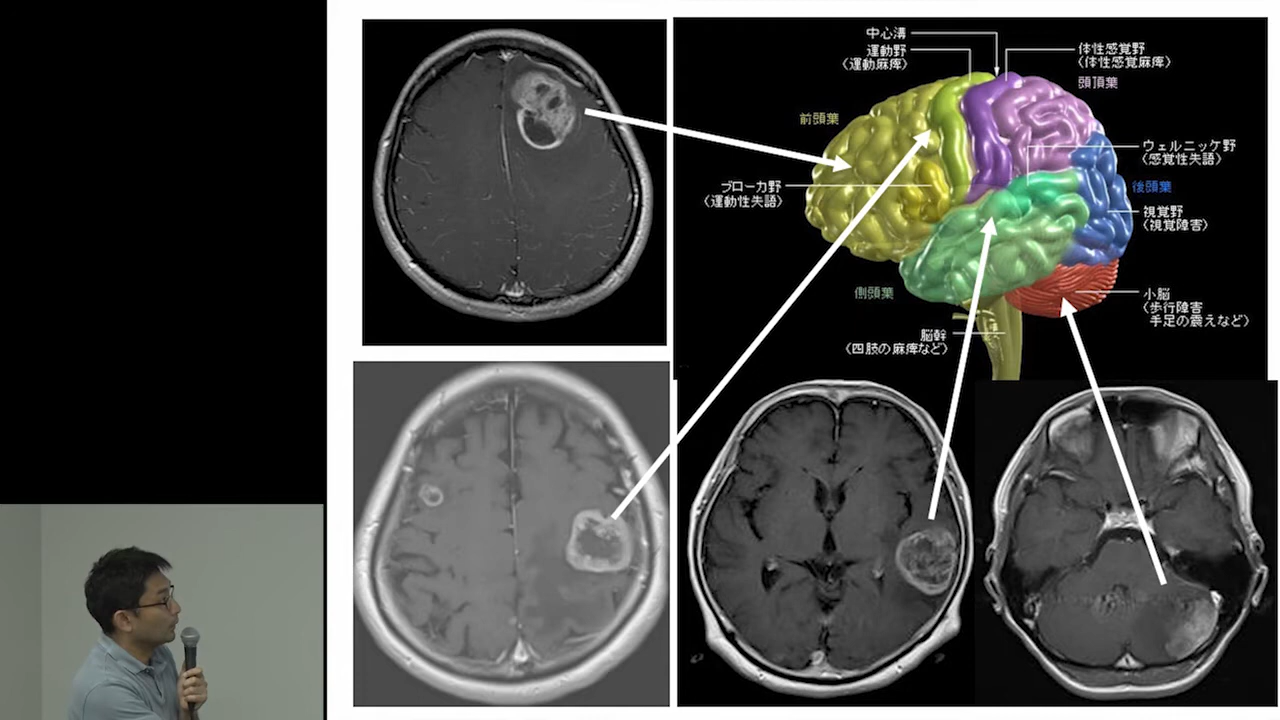 中心溝
運動野
〈運動麻痺〉
体性感覚野
〈体性感覚麻痺〉
頭頂葉
前頭葉
ウェルニッケ野
〈感覚性失語〉
ブローカ野
〈運動性失語〉
後頭葉
視覚野
〈視覚障害〉
側頭葉
小脳
〈歩行障害
手足の震えなど〉
脳幹
〈四肢の麻痺など〉